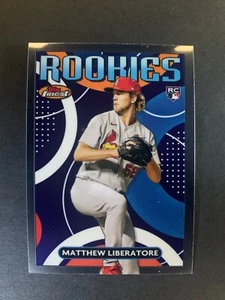 ROOKIES
Finest
RC
MATTHEW LIBERATORE